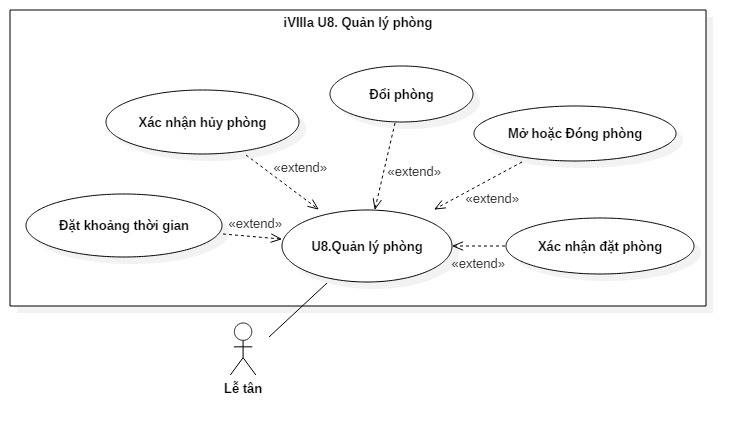 iVIIIa U8. Quản lý phòng
Đổi phòng
Xác nhận hủy phòng
Mở hoặc Đóng phòng
«extend»
«extend»
«extend»
Đặt khoảng thời gian
«extend»
U8.Quản lý phòng
Xác nhận đặt phòng
«extend»
Lễ tân